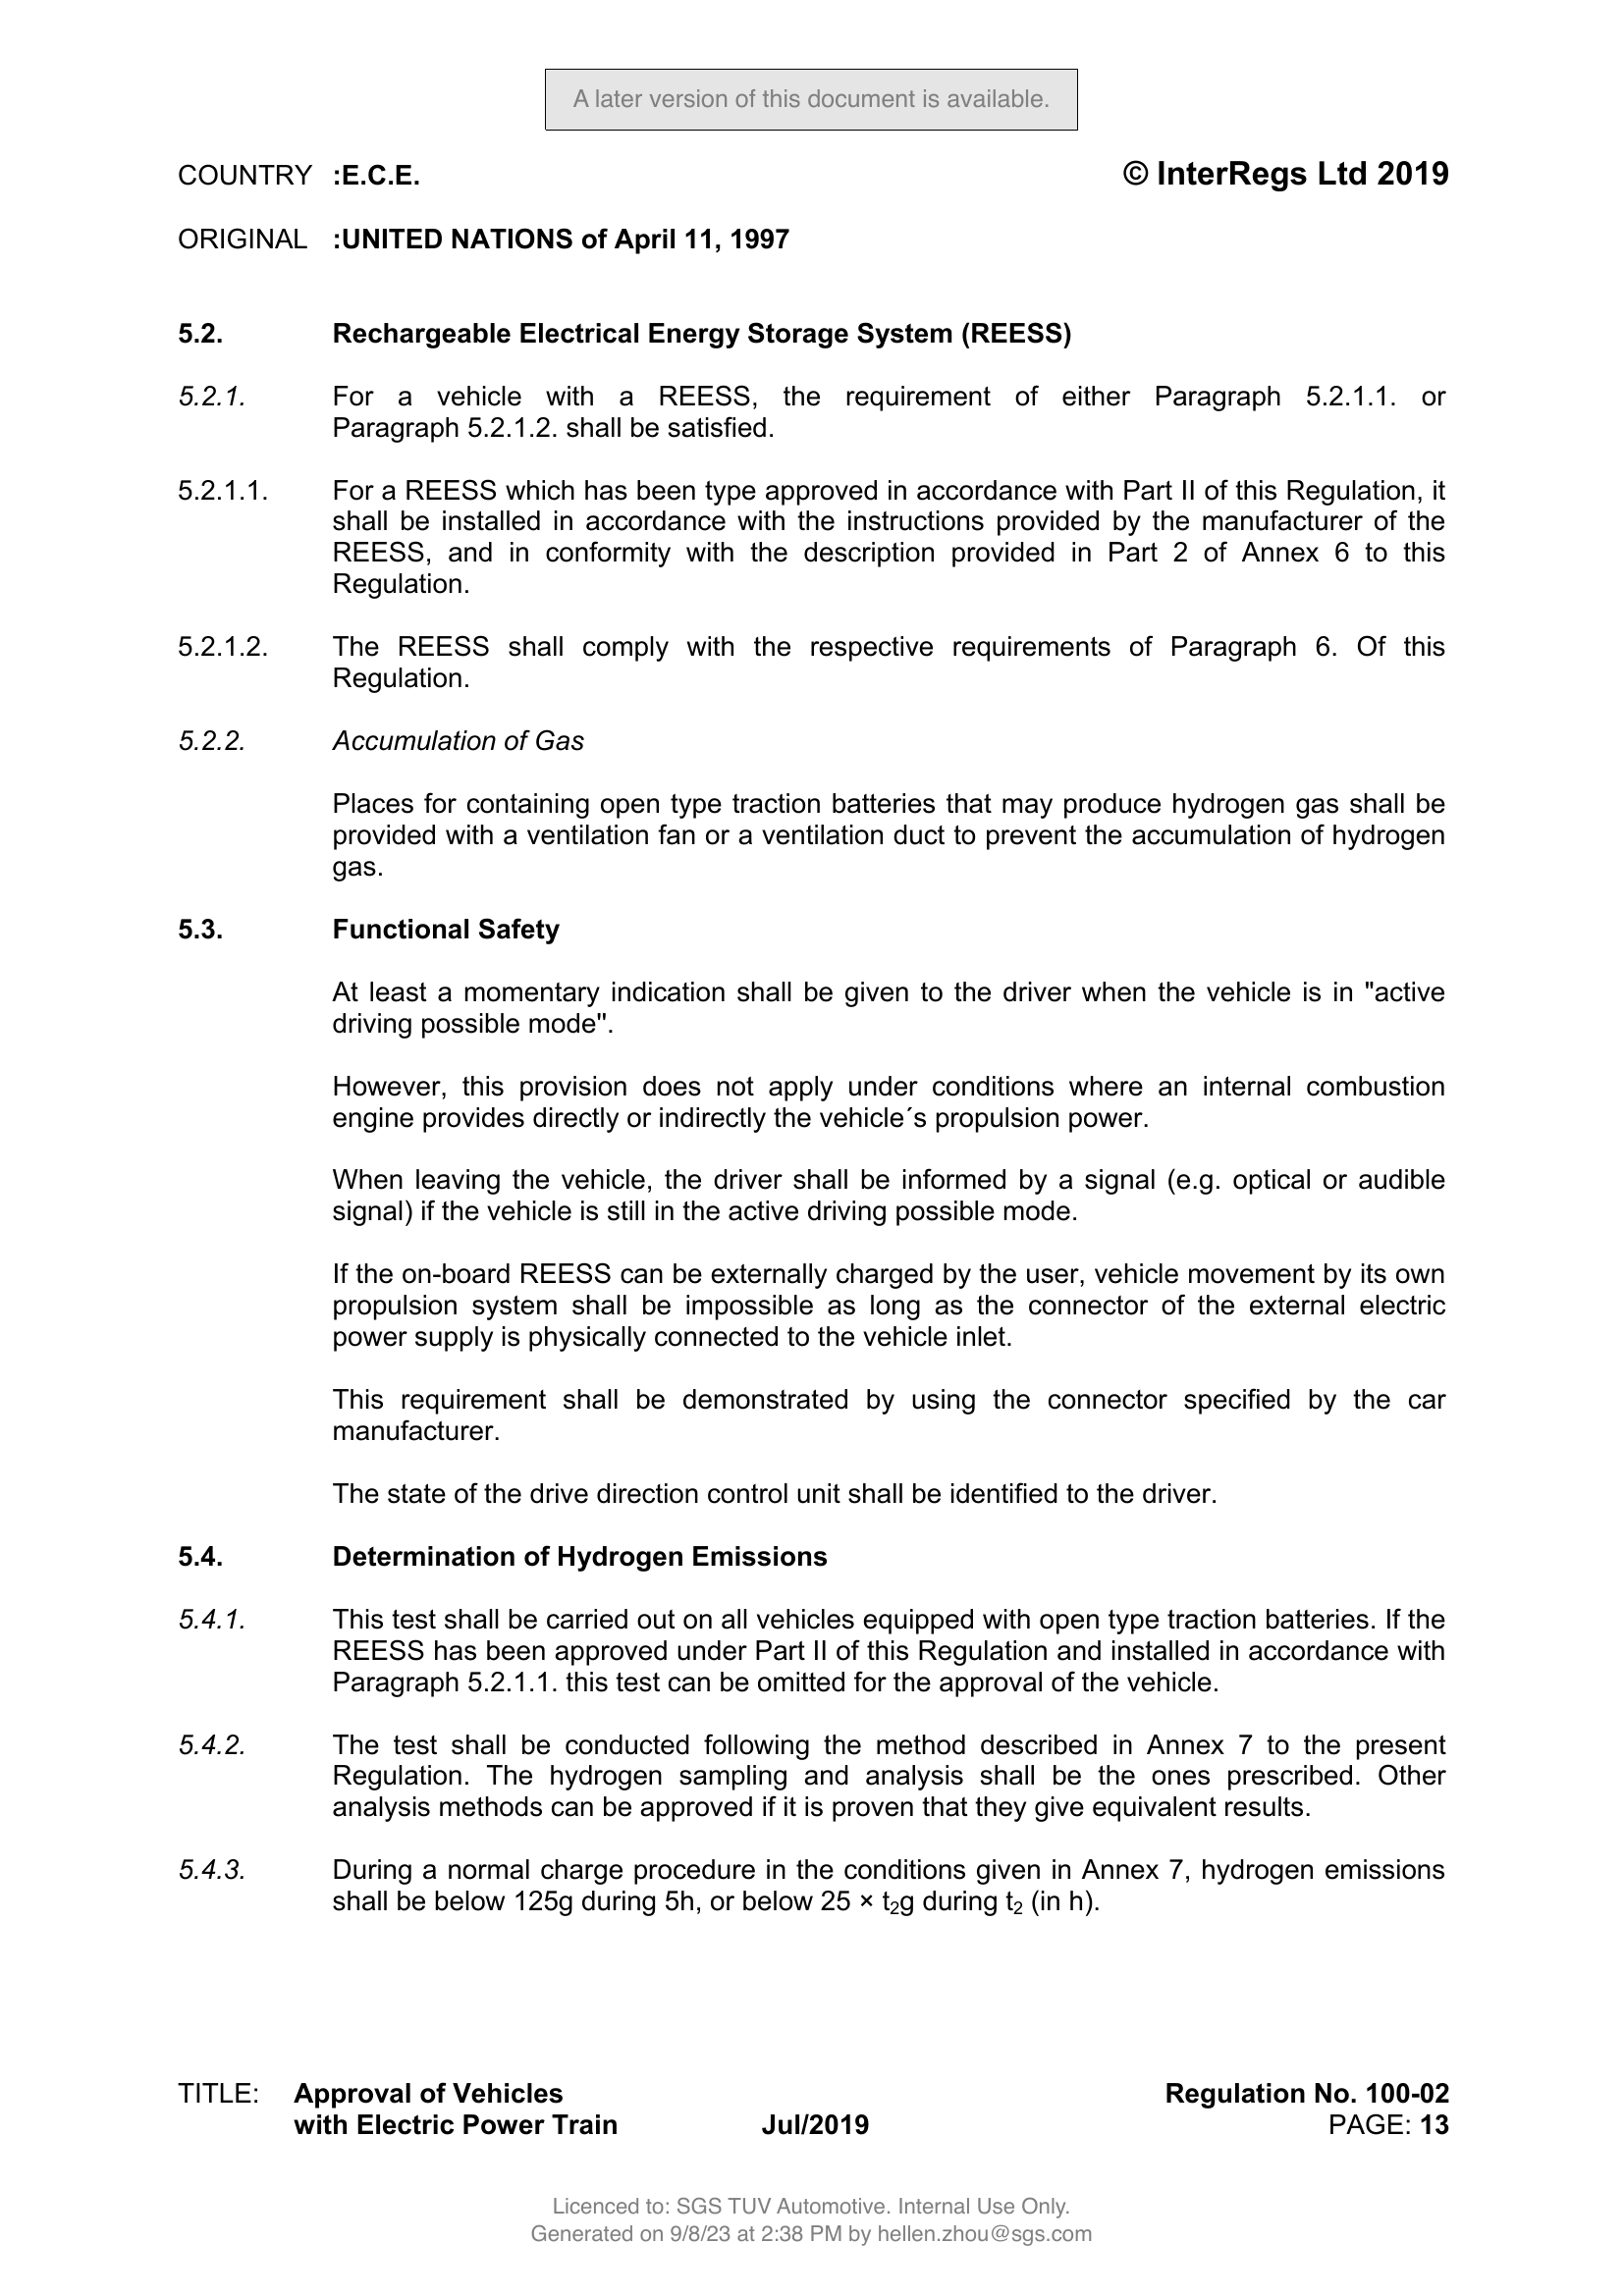 A later version of this document is available.
COUNTRY :E.C.E. © InterRegs Ltd 2019
ORIGINAL :UNITED NATIONS of April 11, 1997
5.2. Rechargeable Electrical Energy Storage System (REESS)
5.2.1. For a vehicle with a REESS, the requirement of either Paragraph 5.2.1.1. or
Paragraph 5.2.1.2. shall be satisfied.
5.2.1.1. For a REESS which has been type approved in accordance with Part II of this Regulation, it
shall be installed in accordance with the instructions provided by the manufacturer of the
REESS, and in conformity with the description provided in Part 2 of Annex 6 to this
Regulation.
5.2.1.2. The REESS shall comply with the respective requirements of Paragraph 6. Of this
Regulation.
5.2.2. Accumulation of Gas
Places for containing open type traction batteries that may produce hydrogen gas shall be
provided with a ventilation fan or a ventilation duct to prevent the accumulation of hydrogen
gas.
5.3. Functional Safety
At least a momentary indication shall be given to the driver when the vehicle is in "active
driving possible mode".
However, this provision does not apply under conditions where an internal combustion
engine provides directly or indirectly the vehicle´s propulsion power.
When leaving the vehicle, the driver shall be informed by a signal (e.g. optical or audible
signal) if the vehicle is still in the active driving possible mode.
If the on-board REESS can be externally charged by the user, vehicle movement by its own
propulsion system shall be impossible as long as the connector of the external electric
power supply is physically connected to the vehicle inlet.
This requirement shall be demonstrated by using the connector specified by the car
manufacturer.
The state of the drive direction control unit shall be identified to the driver.
5.4. Determination of Hydrogen Emissions
5.4.1. This test shall be carried out on all vehicles equipped with open type traction batteries. If the
REESS has been approved under Part II of this Regulation and installed in accordance with
Paragraph 5.2.1.1. this test can be omitted for the approval of the vehicle.
5.4.2. The test shall be conducted following the method described in Annex 7 to the present
Regulation. The hydrogen sampling and analysis shall be the ones prescribed. Other
analysis methods can be approved if it is proven that they give equivalent results.
5.4.3. During a normal charge procedure in the conditions given in Annex 7, hydrogen emissions
shall be below 125g during 5h, or below 25 × t₂g during t₂ (in h).
TITLE: Approval of Vehicles Regulation No. 100-02
with Electric Power Train Jul/2019 PAGE: 13
Licenced to: SGS TUV Automotive. Internal Use Only.
Generated on 9/8/23 at 2:38 PM by hellen.zhou@sgs.com